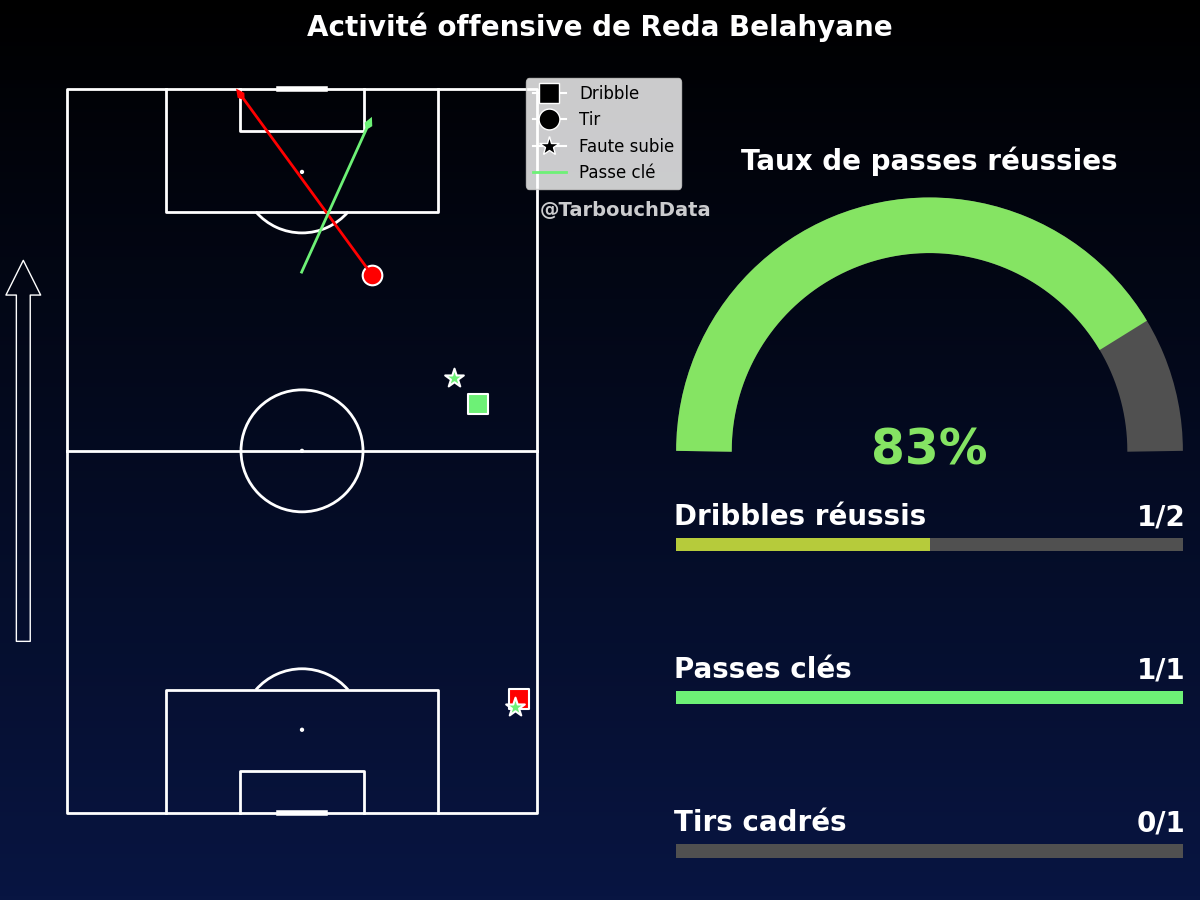 Activité offensive de Reda Belahyane
Dribble
Tir
Faute subie
Passe clé
@TarbouchData
Taux de passes réussies
83%
Dribbles réussis 1/2
Passes clés 1/1
Tirs cadrés 0/1